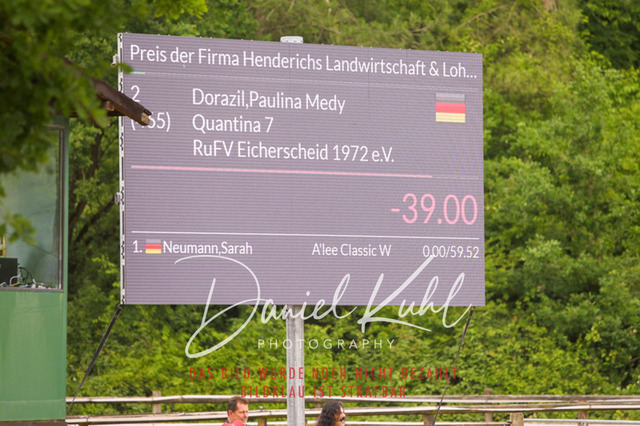 Preis der Firma Henderichs Landwirtschaft & Loh...
2 Dorazil,Paulina Medy
Quantina 7
RuFV Eicherscheid 1972 e.V.
-39.00
1. Neumann,Sarah A'lee Classic W 0.00/59.52
Daniel Kuhl
PHOTOGRAPHY
DAS BILD WURDE NOCH NICHT BEZAHLT
BILDKLAU IST STRAFBAR